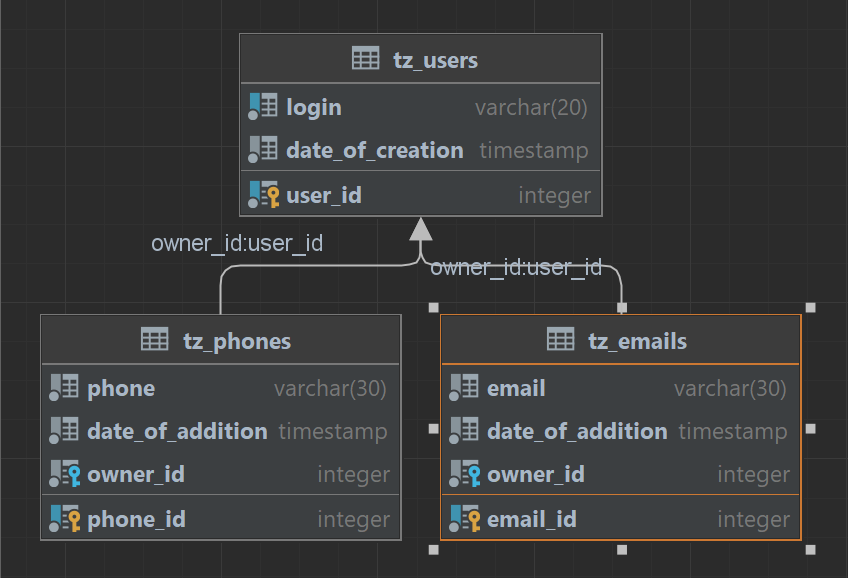 tz_users
login varchar(20)
date_of_creation timestamp
user_id integer
owner_id:user_id
owner_id:user_id
tz_phones
phone varchar(30)
date_of_addition timestamp
owner_id integer
phone_id integer
tz_emails
email varchar(30)
date_of_addition timestamp
owner_id integer
email_id integer